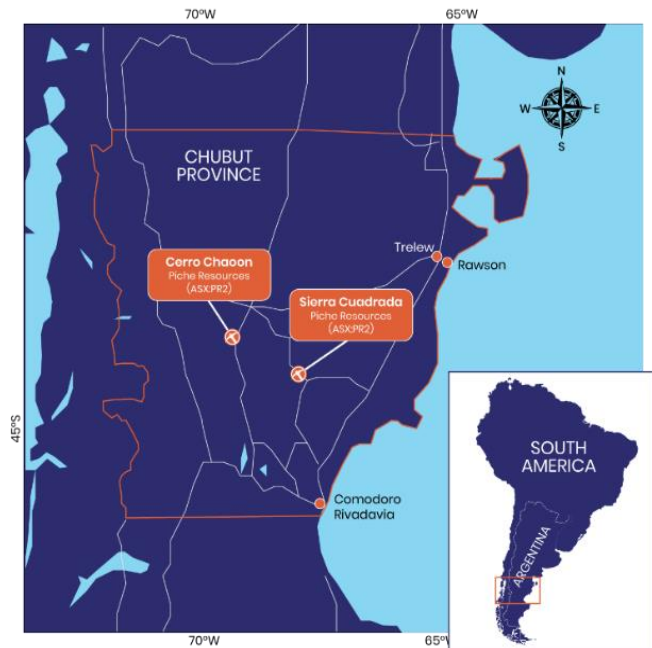 70ºW
65ºW
N
W
E
S
CHUBUT
PROVINCE
Trelew
Rawson
Cerro Chaoon
Piche Resources
(ASX:PR2)
Sierra Cuadrada
Piche Resources
(ASX:PR2)
45ºS
SOUTH
AMERICA
ARGENTINA
Comodoro
Rivadavia
70ºW
65ºW